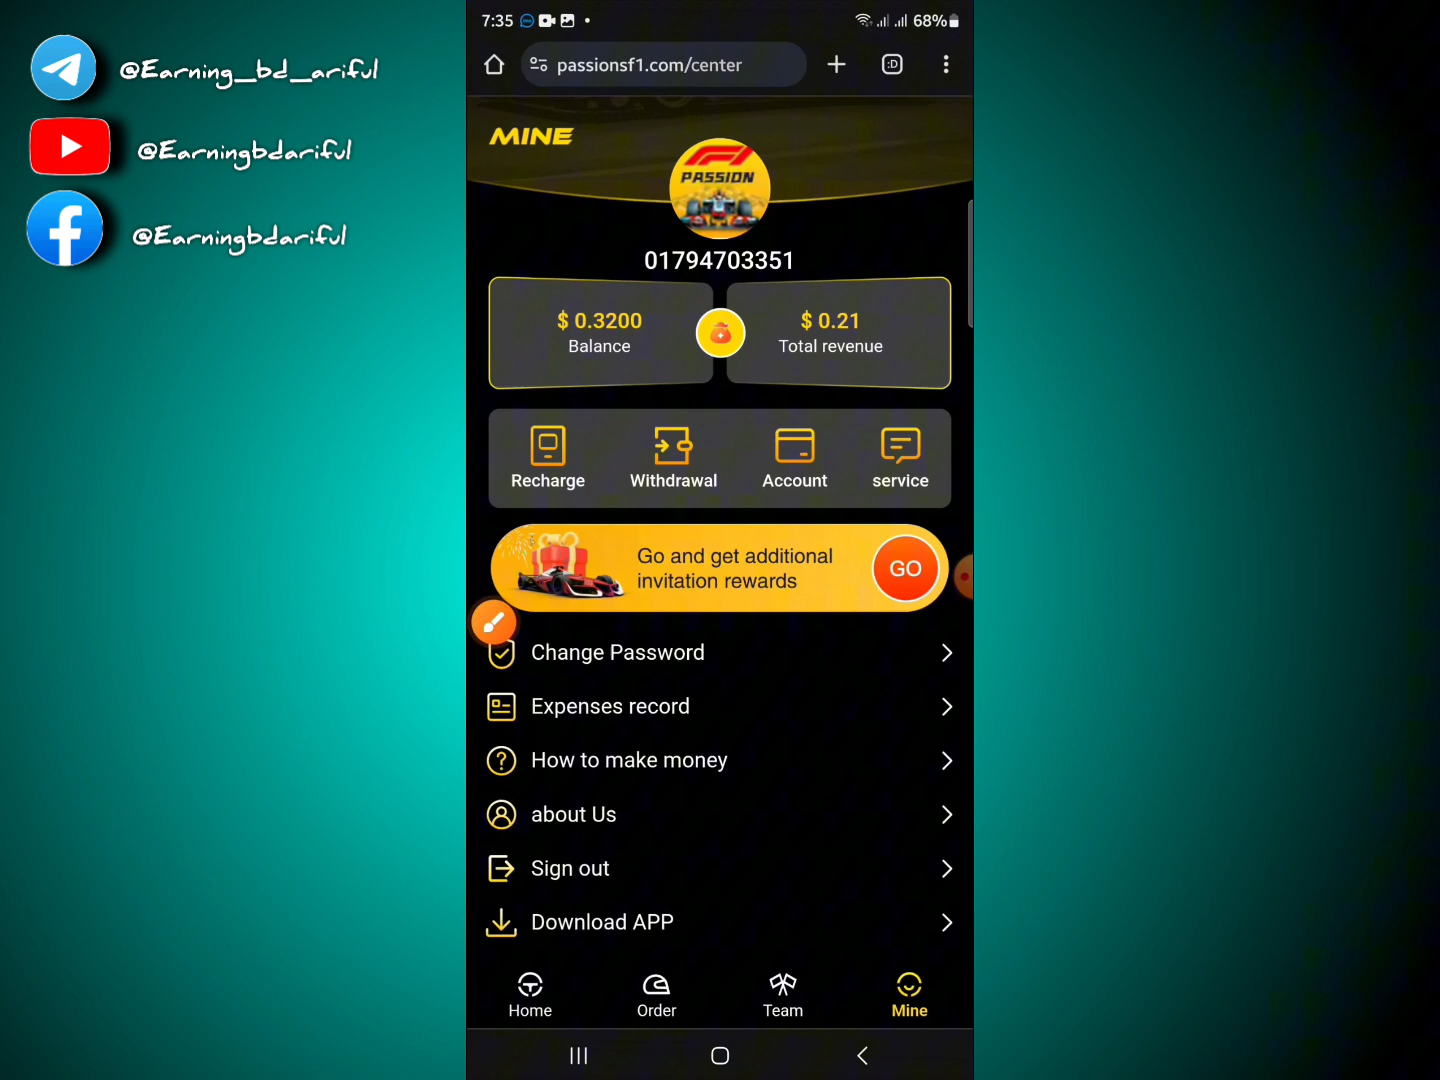 @Earning_bd_ariful
@Earningbdariful
@Earningbdariful
7:35
68%
passionsf1.com/center
:D
MINE
PASSION
01794703351
$ 0.3200
Balance
$ 0.21
Total revenue
Recharge
Withdrawal
Account
service
Go and get additional
invitation rewards
GO
Change Password
Expenses record
How to make money
about Us
Sign out
Download APP
Home
Order
Team
Mine